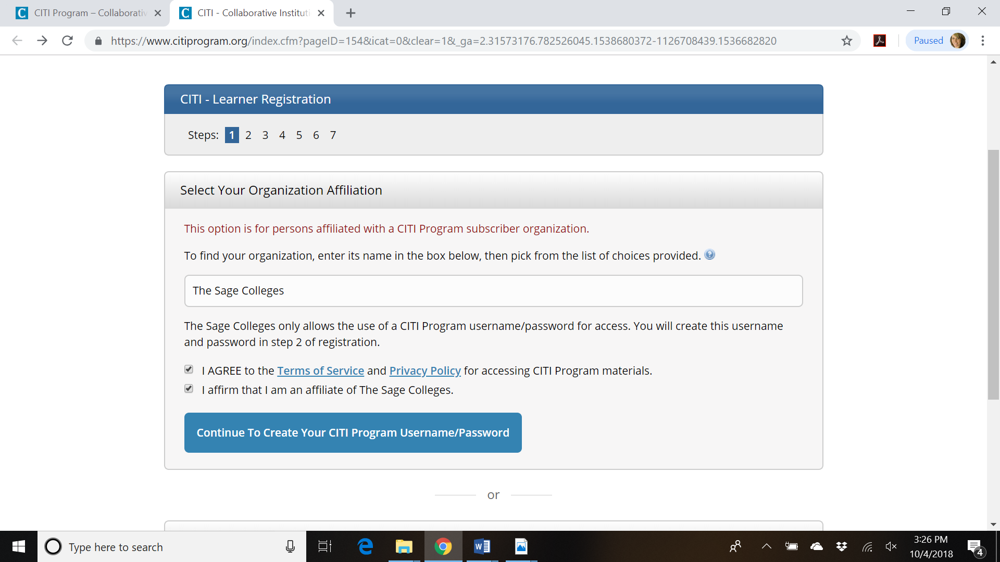 CITI Program – Collaborativ
CITI - Collaborative Instituti
https://www.citiprogram.org/index.cfm?pageID=154&icat=0&clear=1&_ga=2.31573176.782526045.1538680372-1126708439.1536682820
Paused
CITI - Learner Registration
Steps: 1 2 3 4 5 6 7
Select Your Organization Affiliation
This option is for persons affiliated with a CITI Program subscriber organization.
To find your organization, enter its name in the box below, then pick from the list of choices provided. ?
The Sage Colleges
The Sage Colleges only allows the use of a CITI Program username/password for access. You will create this username
and password in step 2 of registration.
I AGREE to the Terms of Service and Privacy Policy for accessing CITI Program materials.
I affirm that I am an affiliate of The Sage Colleges.
Continue To Create Your CITI Program Username/Password
or
Type here to search
3:26 PM
10/4/2018
4